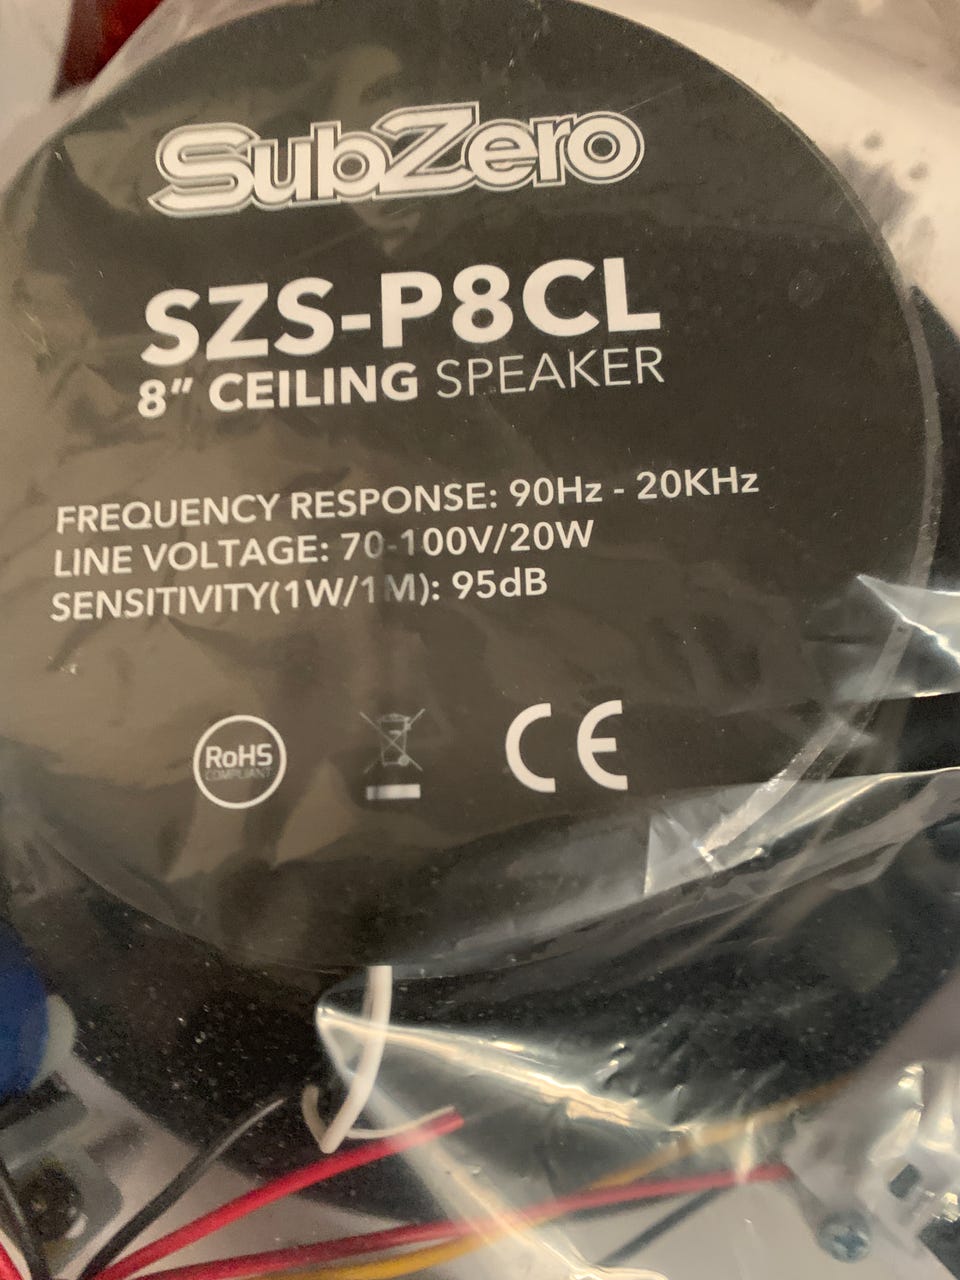 SubZero
SZS-P8CL
8" CEILING SPEAKER
FREQUENCY RESPONSE: 90Hz - 20KHz
LINE VOLTAGE: 70-100V/20W
SENSITIVITY(1W/1M): 95dB
RoHS
COMPLIANT
CE